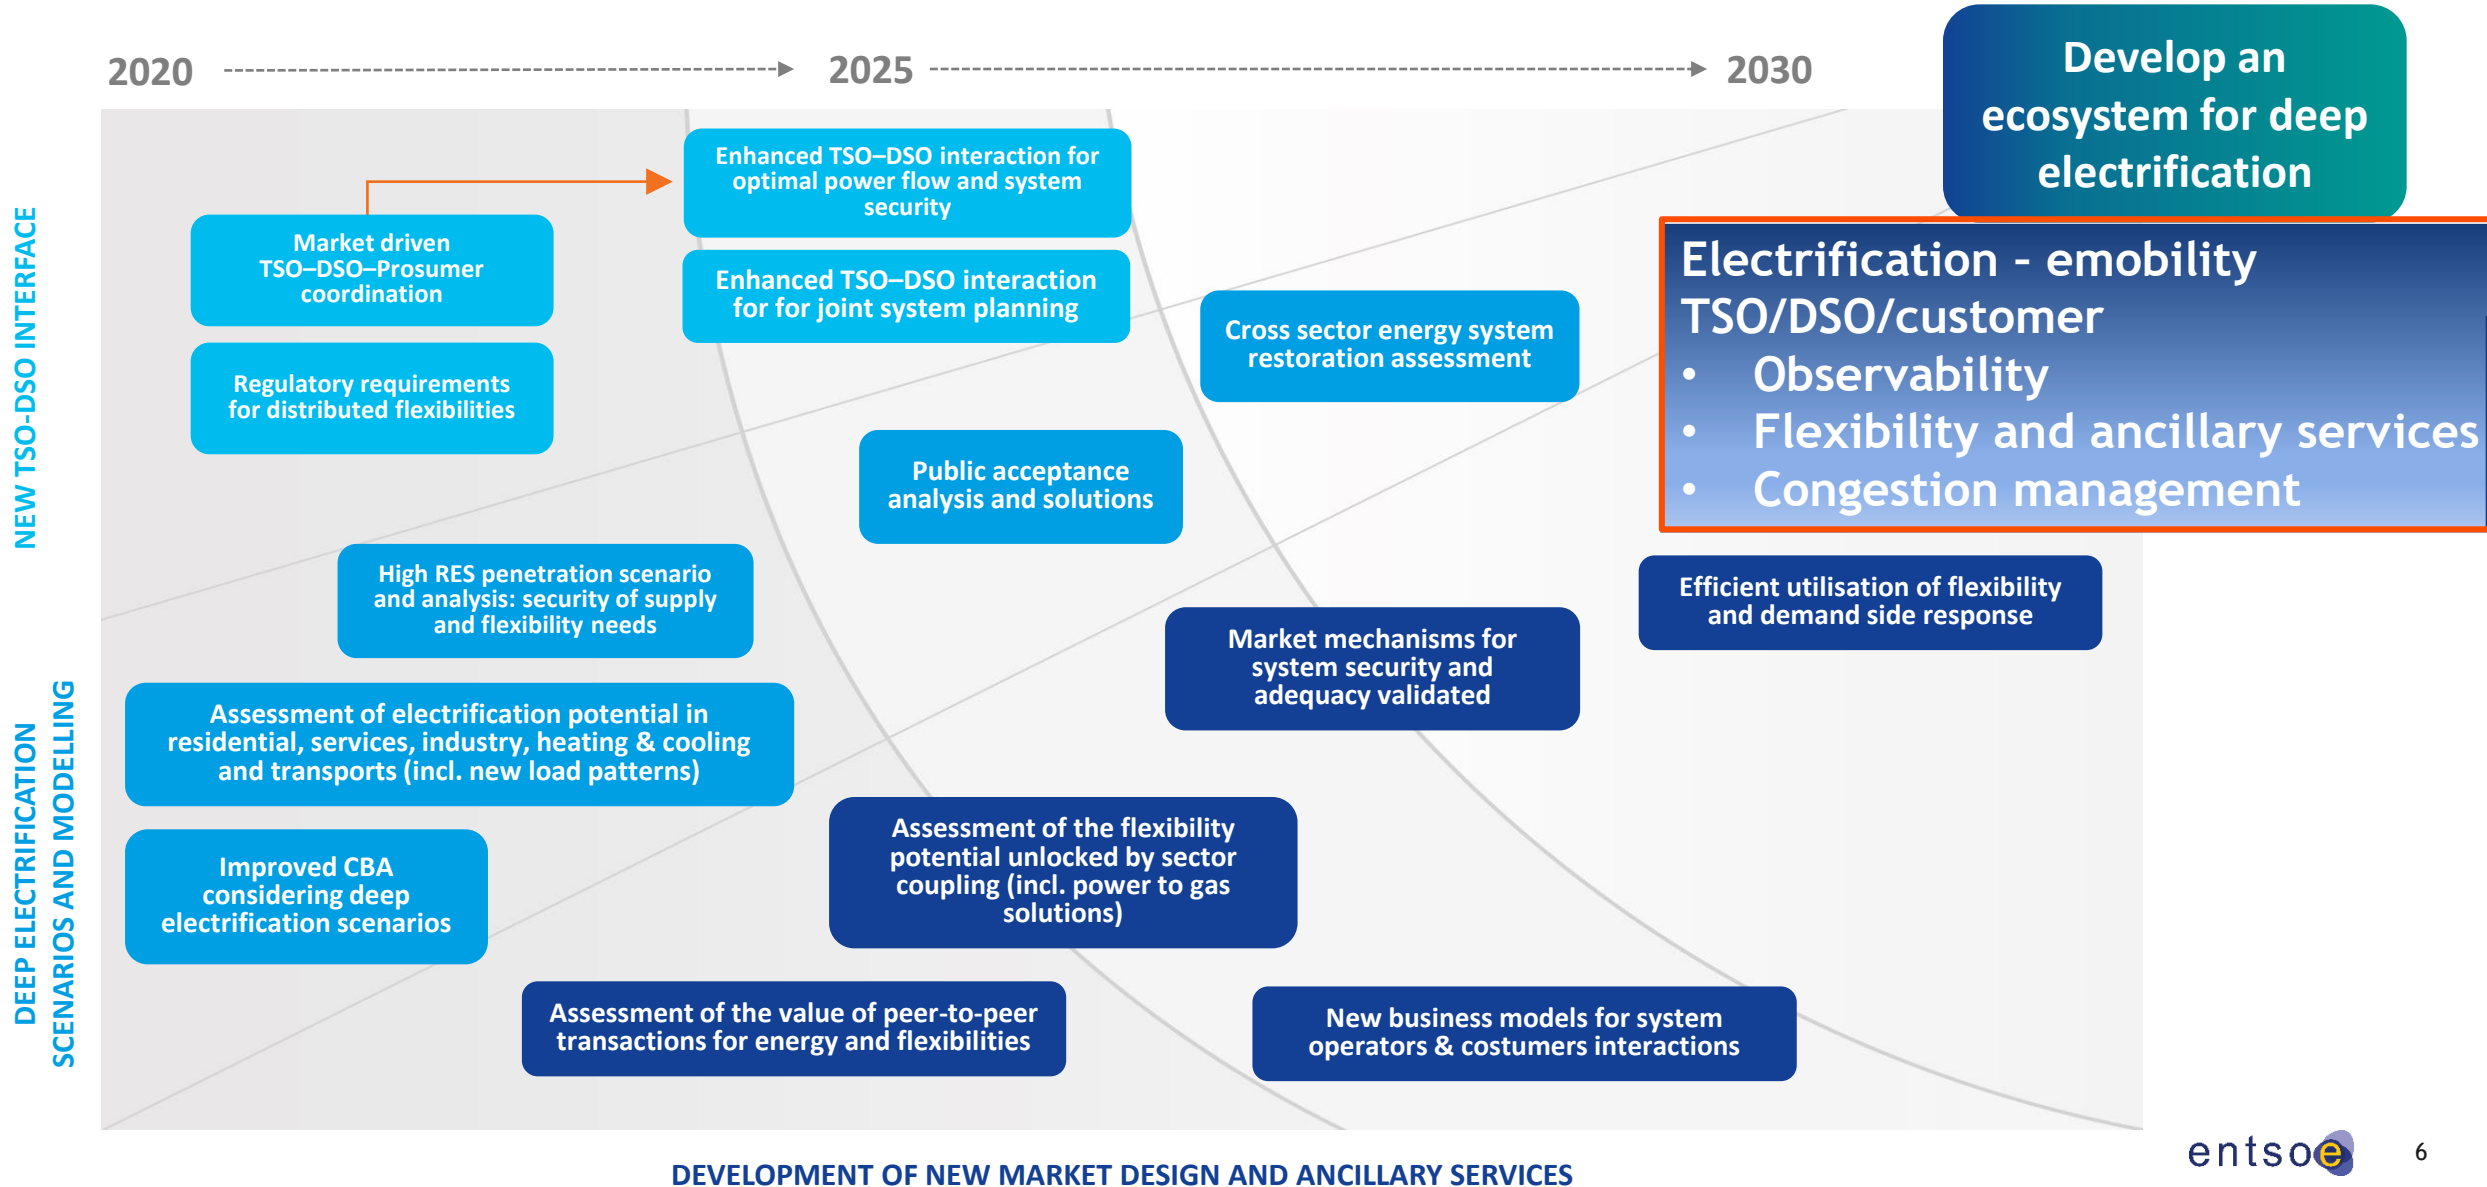 2020
2025
2030
Develop an
ecosystem for deep
electrification
NEW TSO-DSO INTERFACE
Enhanced TSO–DSO interaction for
optimal power flow and system
security
Market driven
TSO–DSO–Prosumer
coordination
Enhanced TSO–DSO interaction
for for joint system planning
Regulatory requirements
for distributed flexibilities
Cross sector energy system
restoration assessment
Electrification - emobility
TSO/DSO/customer
• Observability
• Flexibility and ancillary services
• Congestion management
Public acceptance
analysis and solutions
DEEP ELECTRIFICATION
SCENARIOS AND MODELLING
High RES penetration scenario
and analysis: security of supply
and flexibility needs
Efficient utilisation of flexibility
and demand side response
Market mechanisms for
system security and
adequacy validated
Assessment of electrification potential in
residential, services, industry, heating & cooling
and transports (incl. new load patterns)
Improved CBA
considering deep
electrification scenarios
Assessment of the flexibility
potential unlocked by sector
coupling (incl. power to gas
solutions)
Assessment of the value of peer-to-peer
transactions for energy and flexibilities
New business models for system
operators & costumers interactions
DEVELOPMENT OF NEW MARKET DESIGN AND ANCILLARY SERVICES
entsoe
6